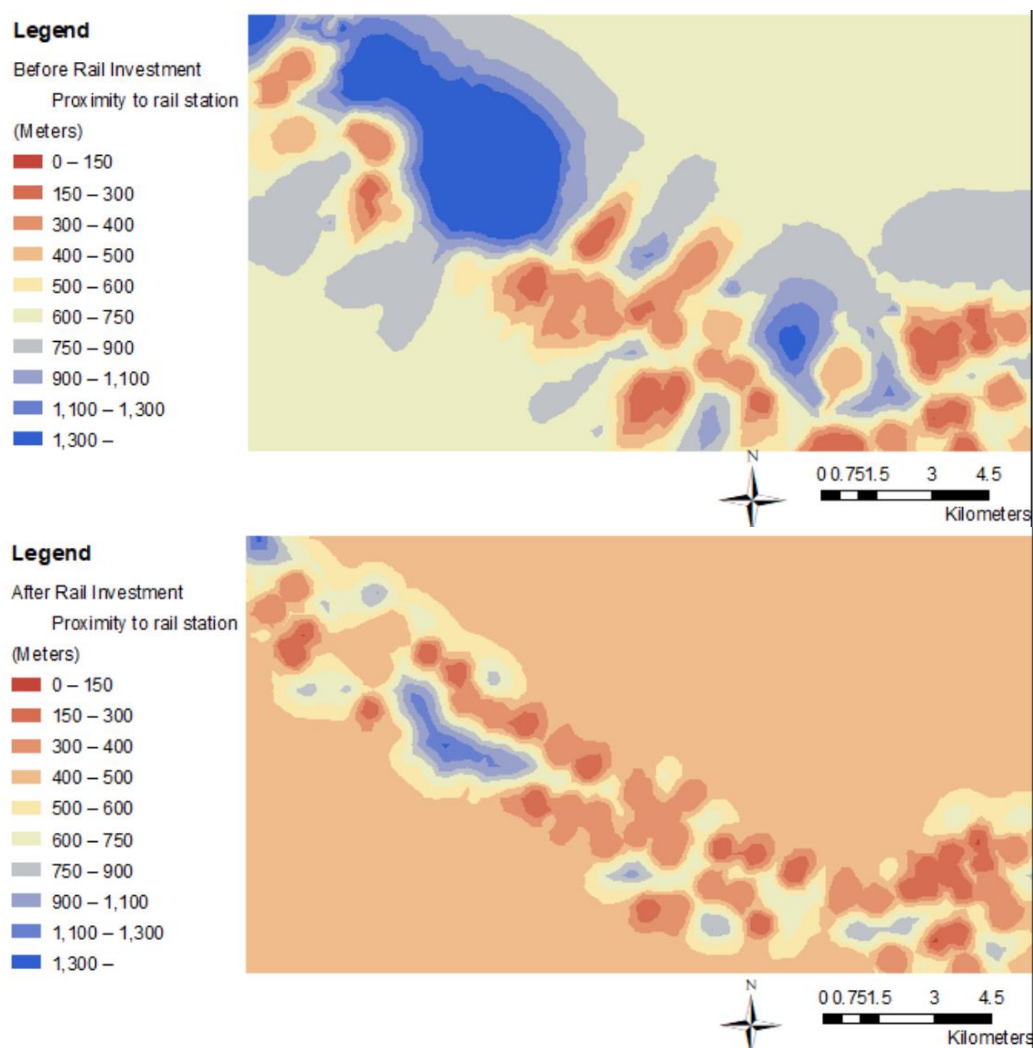 Legend
Before Rail Investment
Proximity to rail station
(Meters)
0 – 150
150 – 300
300 – 400
400 – 500
500 – 600
600 – 750
750 – 900
900 – 1,100
1,100 – 1,300
1,300 –
N
0 0.751.5 3 4.5
Kilometers
Legend
After Rail Investment
Proximity to rail station
(Meters)
0 – 150
150 – 300
300 – 400
400 – 500
500 – 600
600 – 750
750 – 900
900 – 1,100
1,100 – 1,300
1,300 –
N
0 0.751.5 3 4.5
Kilometers